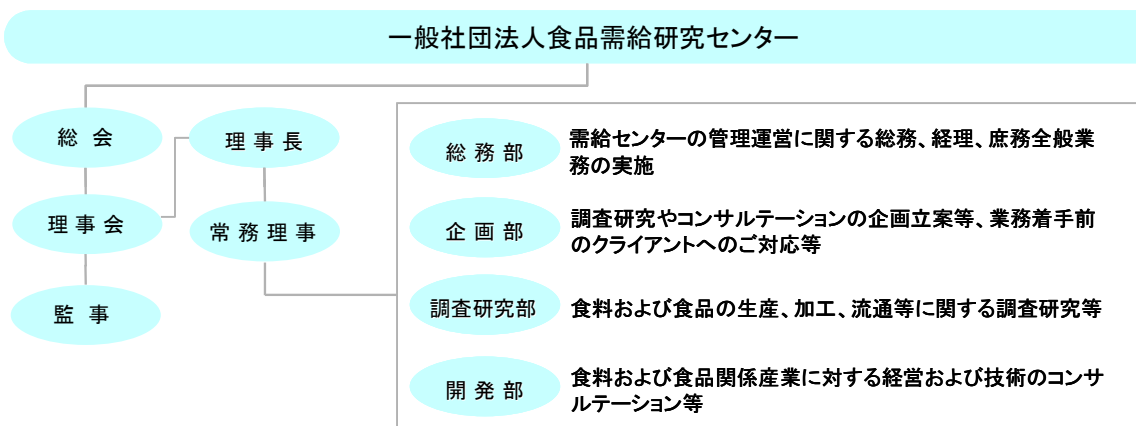 一般社団法人食品需給研究センター
総会
理事会
監事
理事長
常務理事
総務部
需給センターの管理運営に関する総務、経理、庶務全般業
務の実施
企画部
調査研究やコンサルテーションの企画立案等、業務着手前
のクライアントへのご対応等
調査研究部
食料および食品の生産、加工、流通等に関する調査研究等
開発部
食料および食品関係産業に対する経営および技術のコンサ
ルテーション等